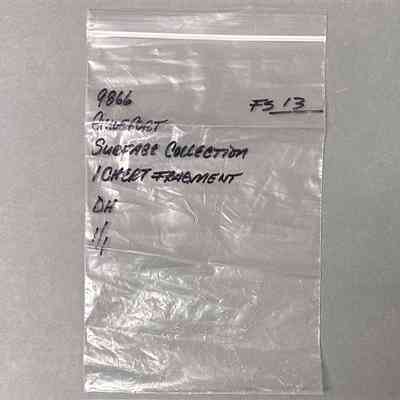 9866 FS 13
Surface Collection
1 Chert Fragment
DH
1/1